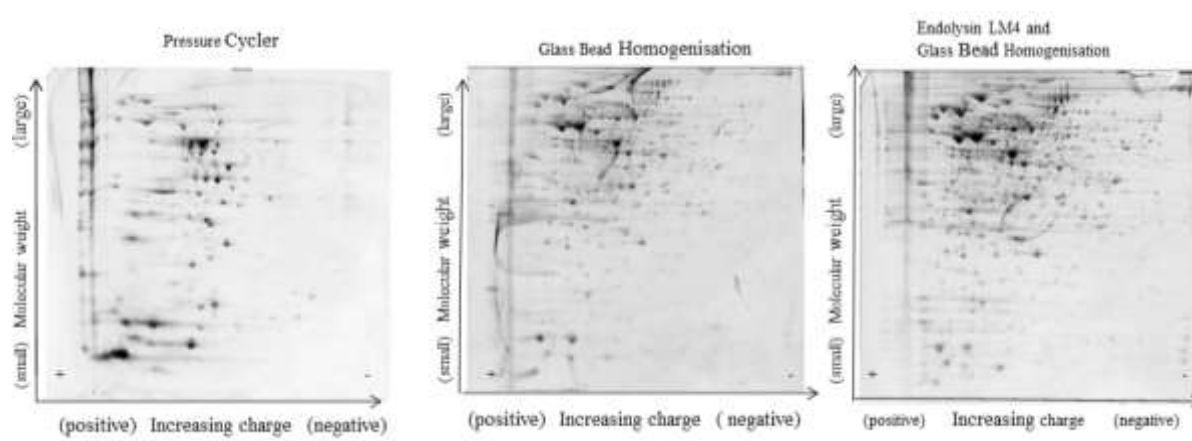 Pressure Cycler
(large)
Molecular wuight
(small)
+
-
(positive) Increasing charge (negative)
Glass Bead Homogenisation
(large)
Molecular weight
(small)
+
-
(positive) Increasing charge ( negative)
Endolysin LM4 and
Glass Bead Homogenisation
(large)
Molecular weight
(small)
+
-
(positive) Increasing charge (negative)